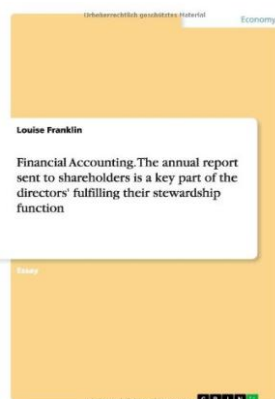 Urheberrechtlich geschütztes Material
Economy
Louise Franklin
Financial Accounting. The annual report
sent to shareholders is a key part of the
directors' fulfilling their stewardship
function
Essay